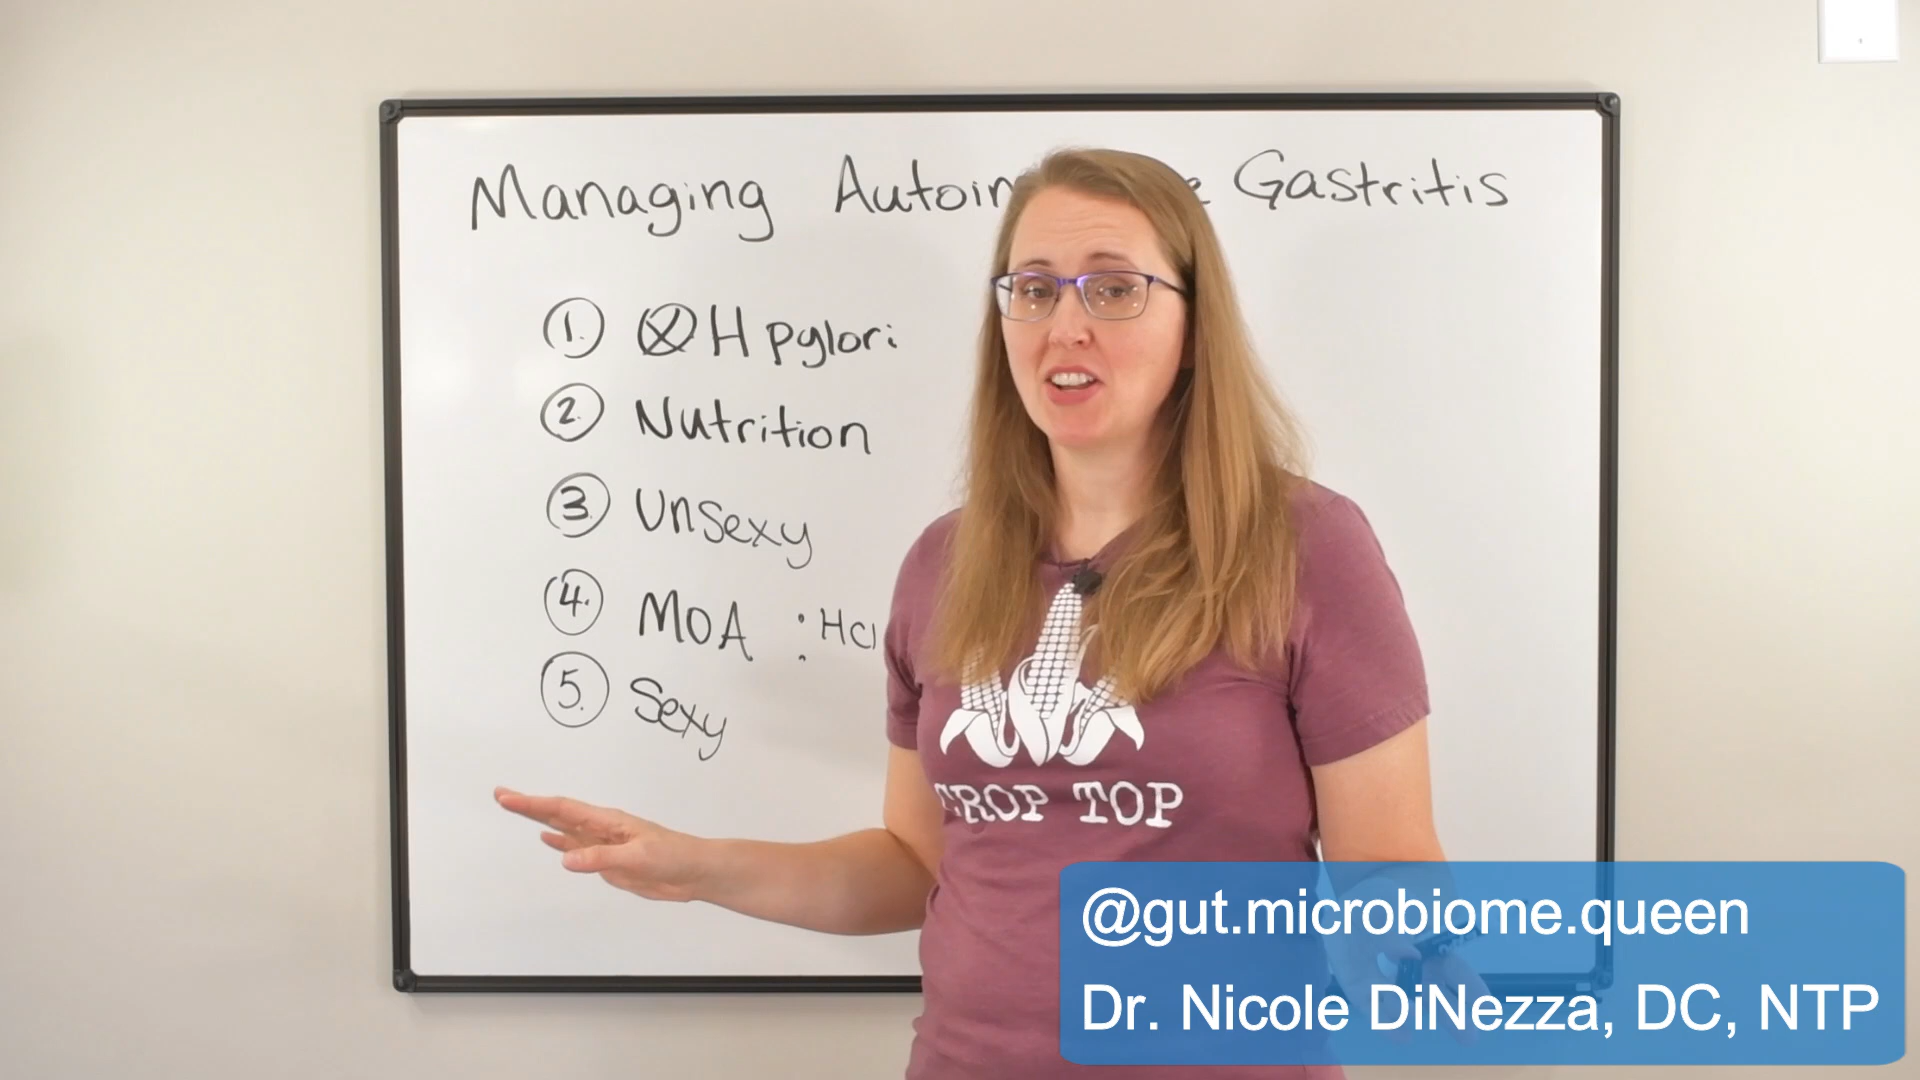 Managing Autoim e Gastritis
1. ⊗ H pylori
2. Nutrition
3. Unsexy
4. MOA : HCl
5. Sexy
CROP TOP
@gut.microbiome.queen
Dr. Nicole DiNezza, DC, NTP